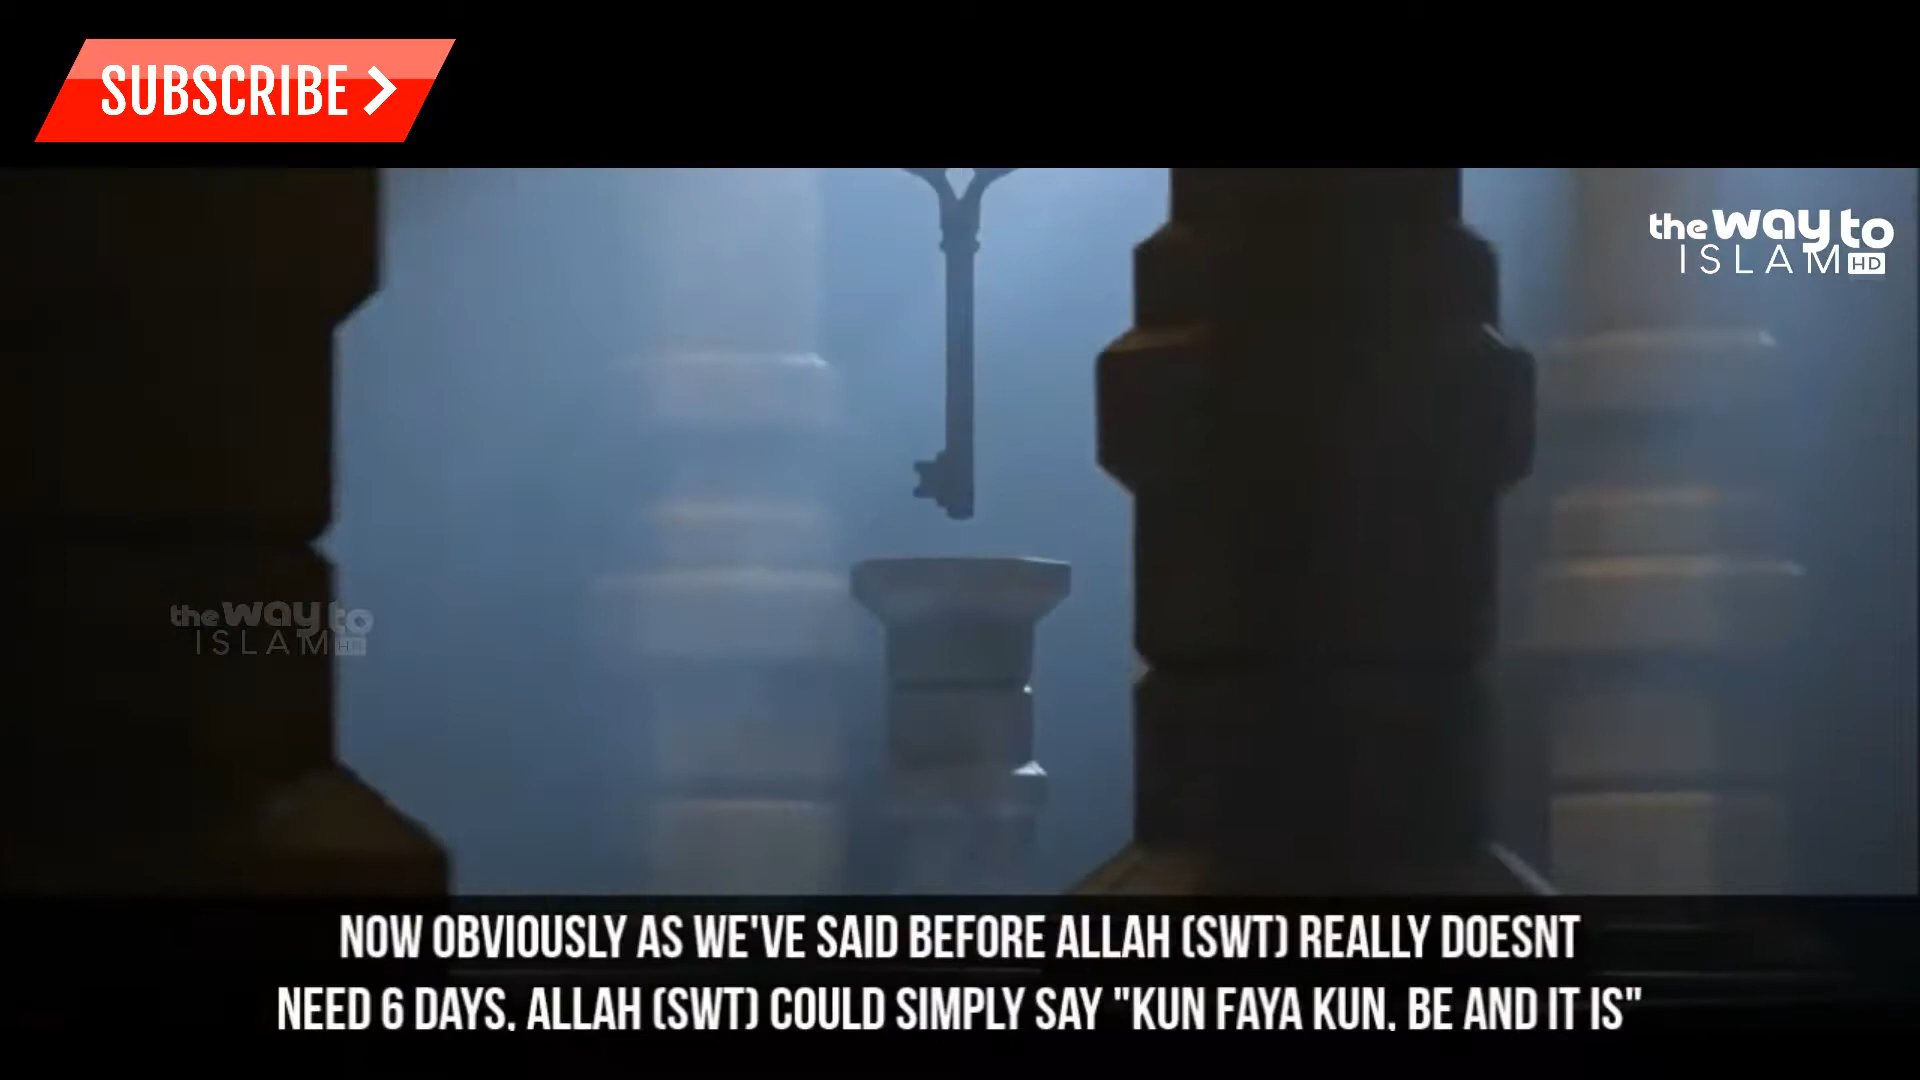 SUBSCRIBE
the way to
ISLAM HD
the way to
ISLAM HD
NOW OBVIOUSLY AS WE'VE SAID BEFORE ALLAH (SWT) REALLY DOESNT
NEED 6 DAYS, ALLAH (SWT) COULD SIMPLY SAY "KUN FAYA KUN, BE AND IT IS"